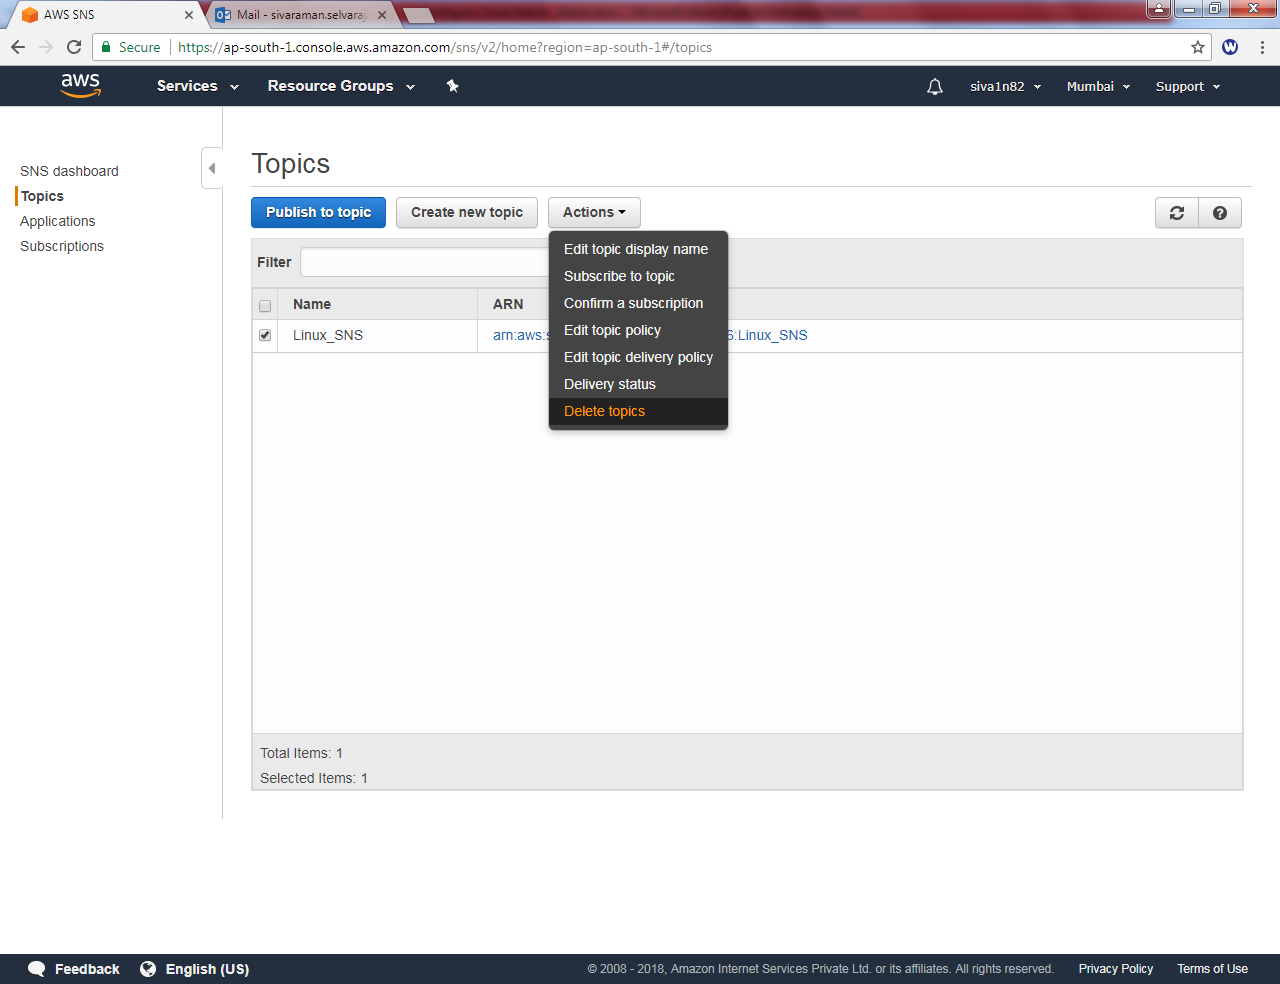 AWS SNS
Mail - sivaraman.selvaraj
Secure https://ap-south-1.console.aws.amazon.com/sns/v2/home?region=ap-south-1#/topics
W
aws Services Resource Groups siva1n82 Mumbai Support
SNS dashboard
Topics
Applications
Subscriptions
Topics
Publish to topic Create new topic Actions
Edit topic display name
Subscribe to topic
Confirm a subscription
Edit topic policy
Edit topic delivery policy
Delivery status
Delete topics
Filter
Name ARN
Linux_SNS arn:aws:s 6:Linux_SNS
Total Items: 1
Selected Items: 1
Feedback English (US) © 2008 - 2018, Amazon Internet Services Private Ltd. or its affiliates. All rights reserved. Privacy Policy Terms of Use